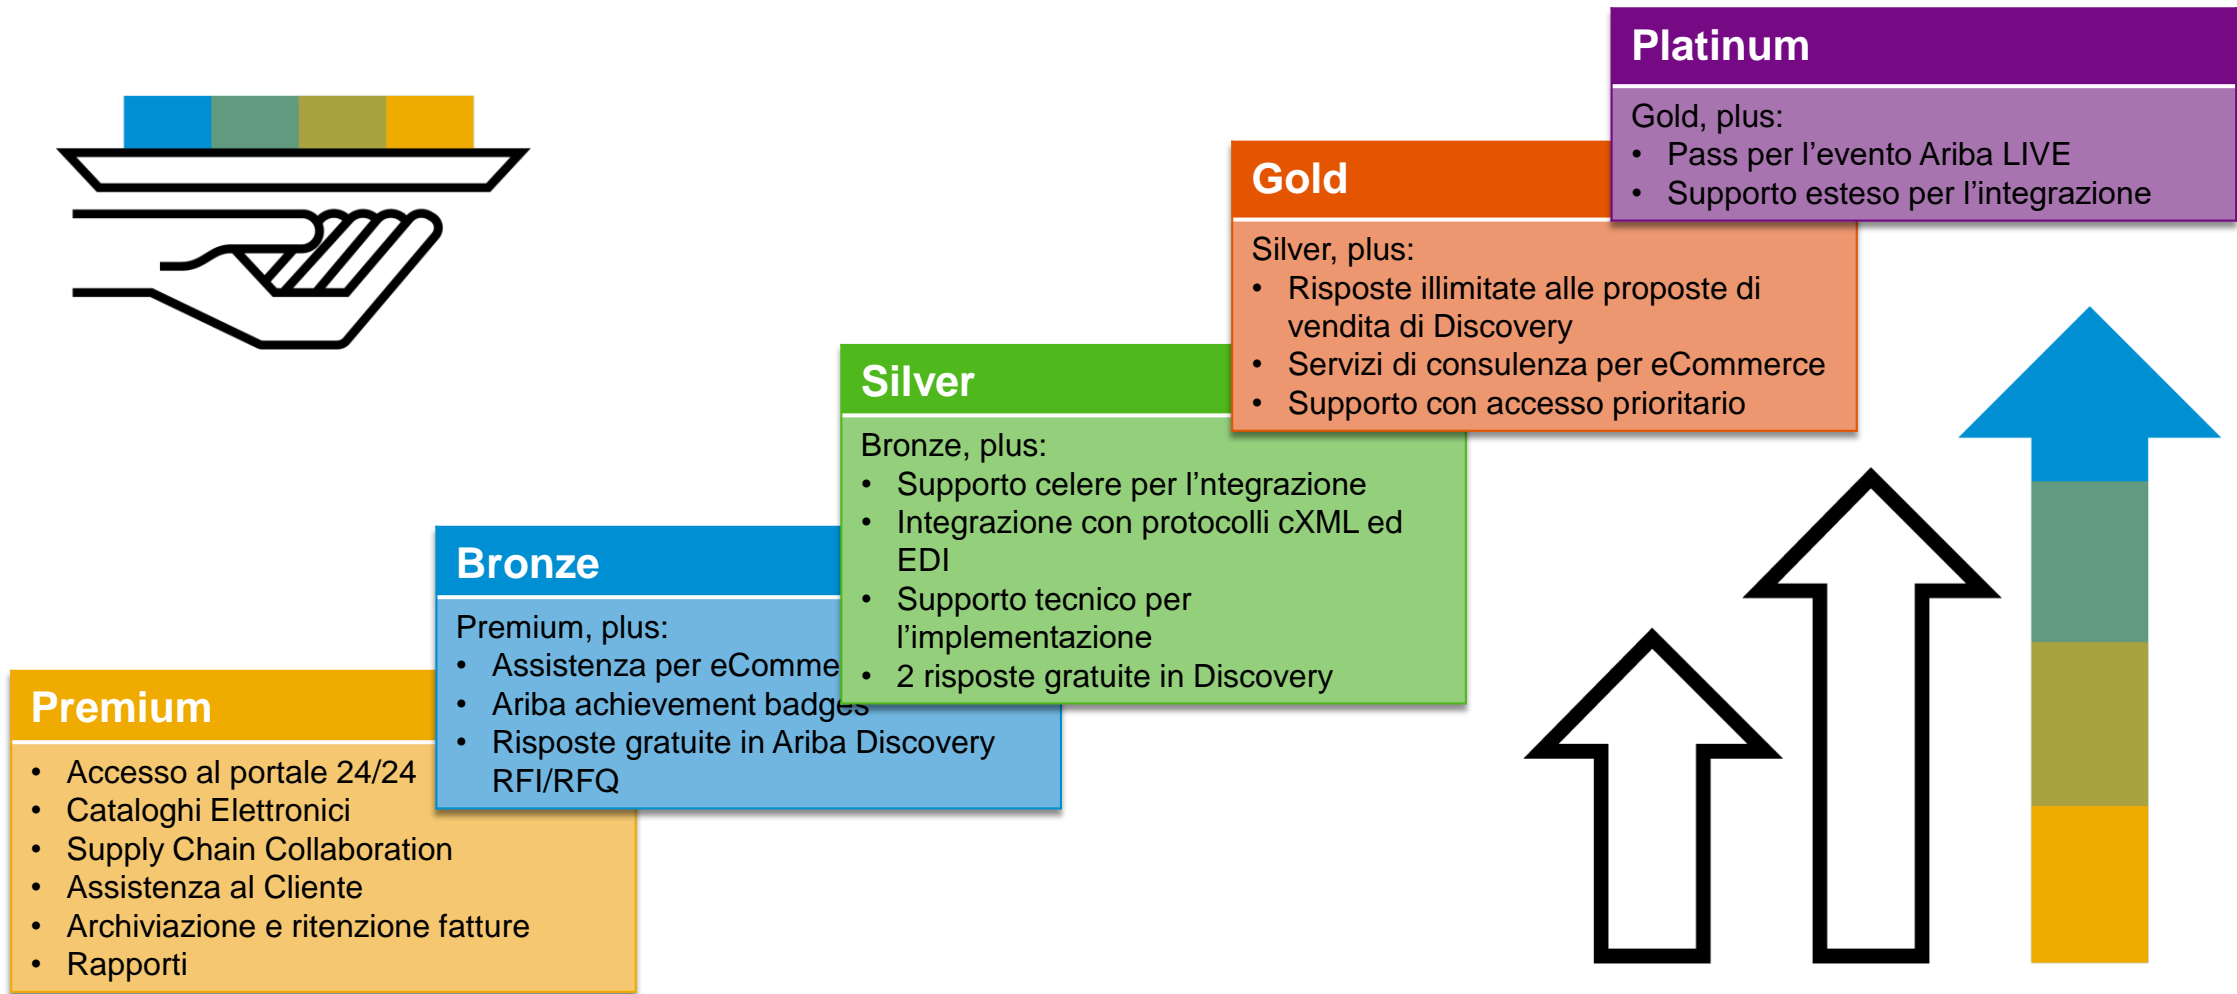 Platinum
Gold, plus:
• Pass per l’evento Ariba LIVE
• Supporto esteso per l’integrazione
Gold
Silver, plus:
• Risposte illimitate alle proposte di
vendita di Discovery
• Servizi di consulenza per eCommerce
• Supporto con accesso prioritario
Silver
Bronze, plus:
• Supporto celere per l’ntegrazione
• Integrazione con protocolli cXML ed
EDI
• Supporto tecnico per
l’implementazione
• 2 risposte gratuite in Discovery
Bronze
Premium, plus:
• Assistenza per eComme
• Ariba achievement badges
• Risposte gratuite in Ariba Discovery
RFI/RFQ
Premium
• Accesso al portale 24/24
• Cataloghi Elettronici
• Supply Chain Collaboration
• Assistenza al Cliente
• Archiviazione e ritenzione fatture
• Rapporti